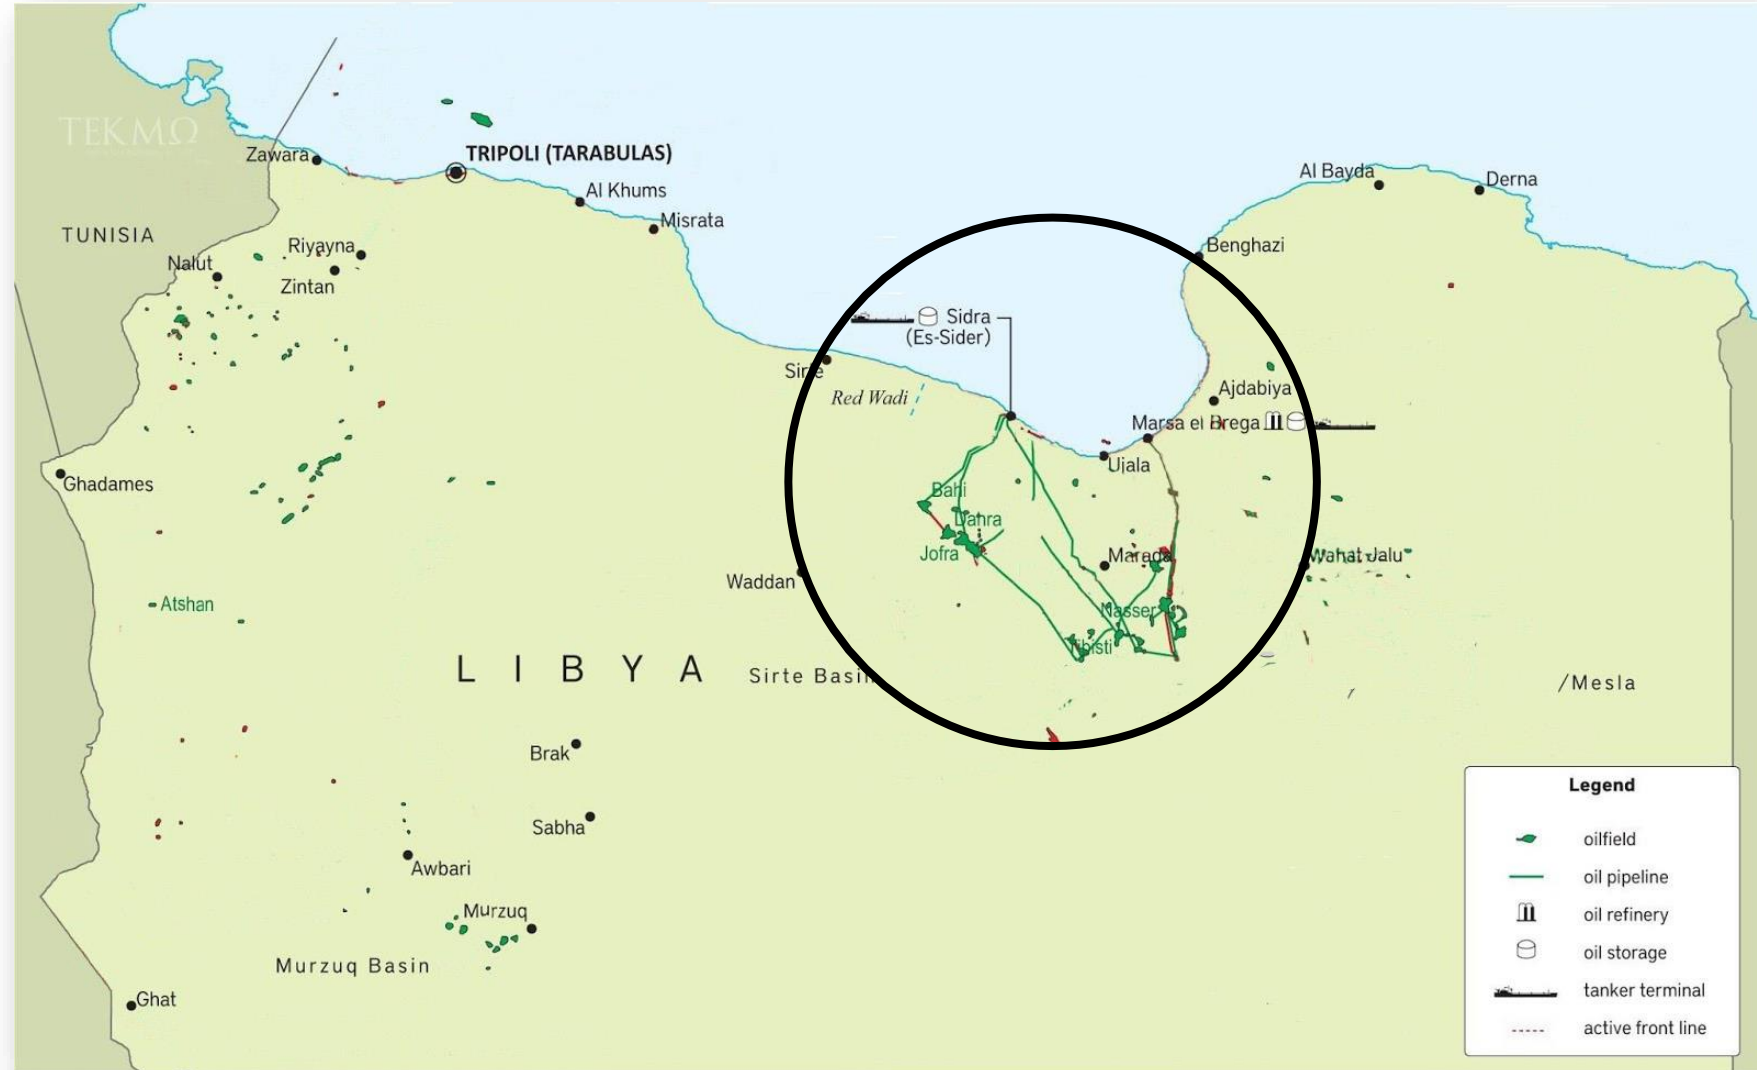 TEKMΩ
Zawara
TRIPOLI (TARABULAS)
Al Khums
Misrata
Al Bayda
Derna
TUNISIA
Riyayna
Nalut
Zintan
Benghazi
Sidra
(Es-Sider)
Sirte
Red Wadi
Ajdabiya
Marsa el Brega
Ujala
Ghadames
Bahi
Dahra
Jofra
Marada
Wahat Jalu
Waddan
Atshan
Nasser
Tibisti
LIBYA
Sirte Basin
/Mesla
Brak
Sabha
Awbari
Murzuq
Murzuq Basin
Ghat
Legend
oilfield
oil pipeline
oil refinery
oil storage
tanker terminal
active front line